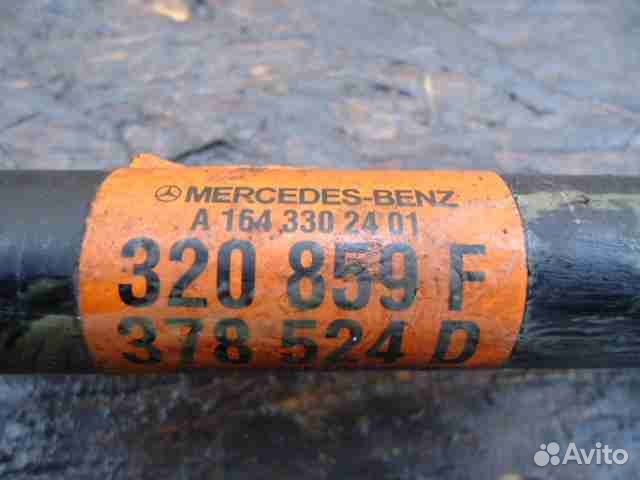 MERCEDES-BENZ
A 164 330 24 01
320 859 F
378 524 D
Avito